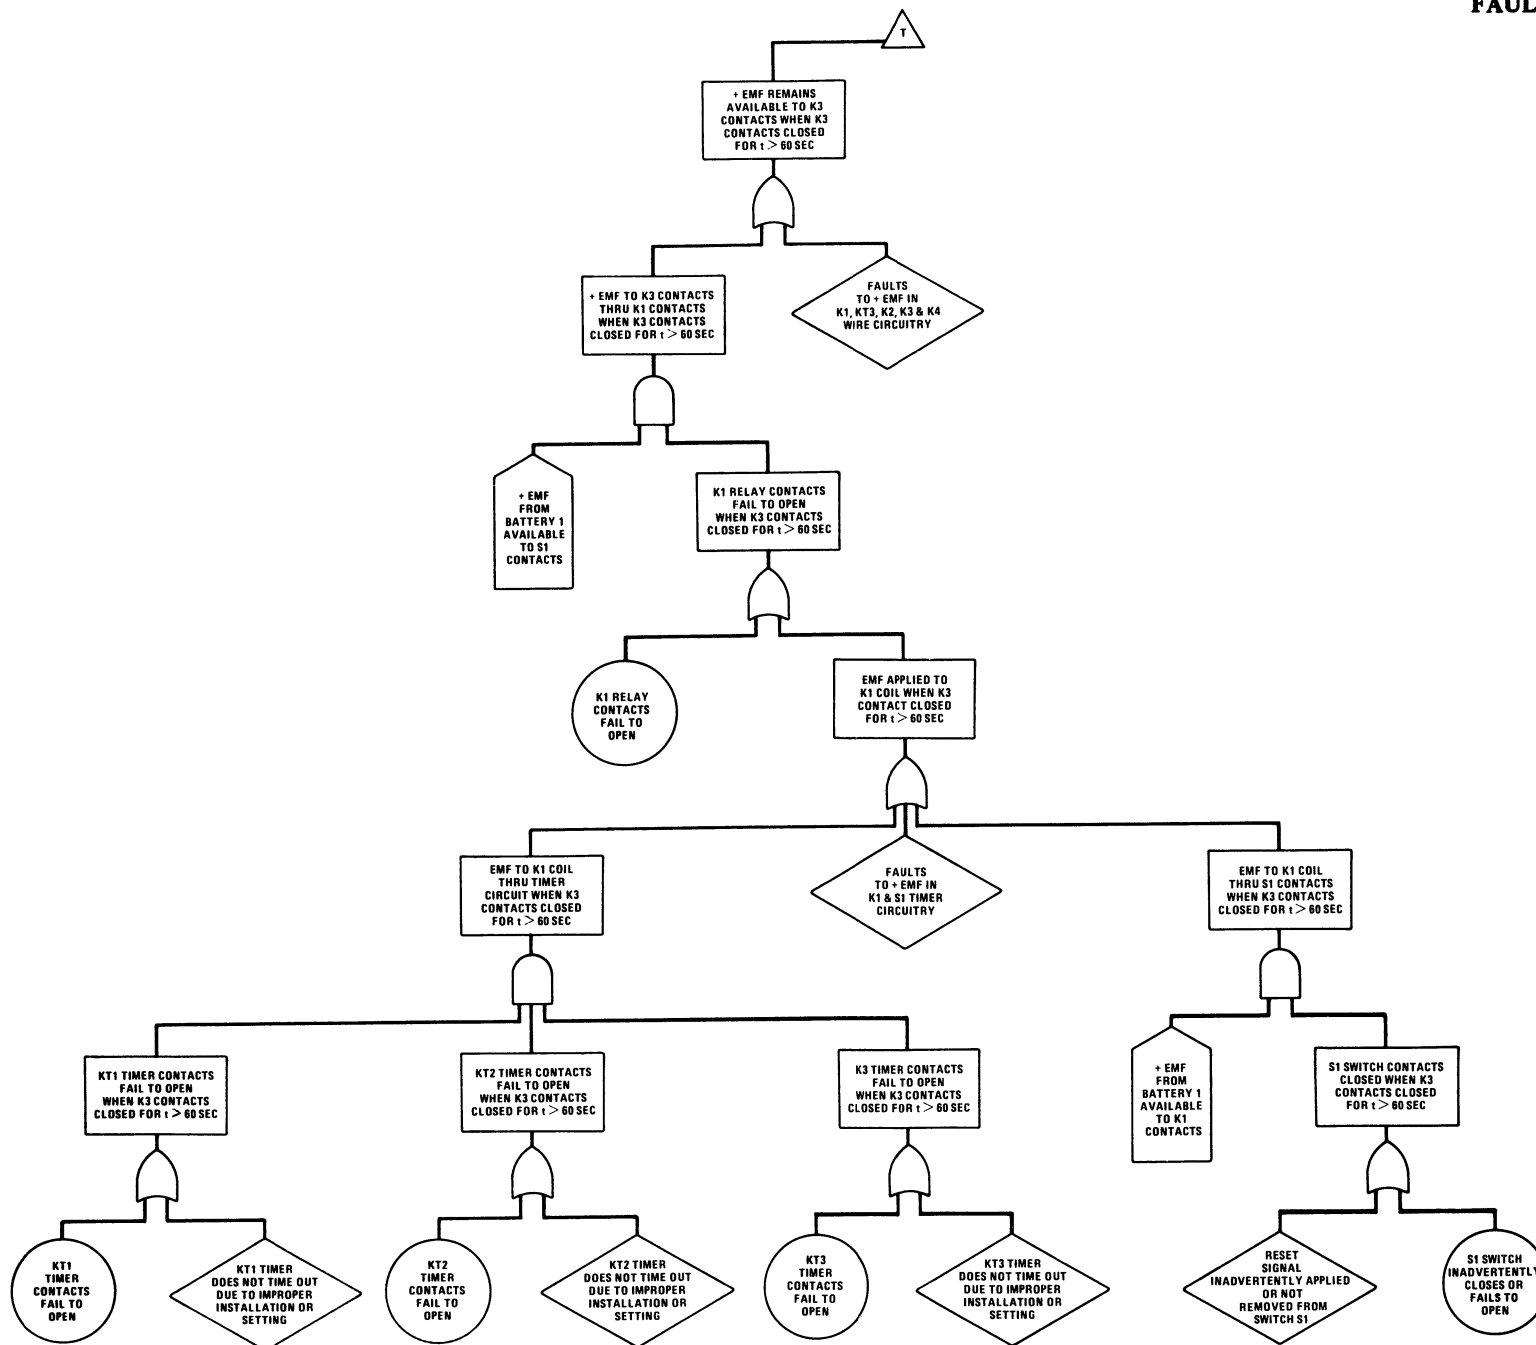 FAUL
T
+ EMF REMAINS
AVAILABLE TO K3
CONTACTS WHEN K3
CONTACTS CLOSED
FOR t > 60 SEC
+ EMF TO K3 CONTACTS
THRU K1 CONTACTS
WHEN K3 CONTACTS
CLOSED FOR t > 60 SEC
FAULTS
TO + EMF IN
K1, KT3, K2, K3 & K4
WIRE CIRCUITRY
+ EMF
FROM
BATTERY 1
AVAILABLE
TO S1
CONTACTS
K1 RELAY CONTACTS
FAIL TO OPEN
WHEN K3 CONTACTS
CLOSED FOR t > 60 SEC
K1 RELAY
CONTACTS
FAIL TO
OPEN
EMF APPLIED TO
K1 COIL WHEN K3
CONTACT CLOSED
FOR t > 60 SEC
EMF TO K1 COIL
THRU TIMER
CIRCUIT WHEN K3
CONTACTS CLOSED
FOR t > 60 SEC
FAULTS
TO + EMF IN
K1 & S1 TIMER
CIRCUITRY
EMF TO K1 COIL
THRU S1 CONTACTS
WHEN K3 CONTACTS
CLOSED FOR t > 60 SEC
KT1 TIMER CONTACTS
FAIL TO OPEN
WHEN K3 CONTACTS
CLOSED FOR t > 60 SEC
KT2 TIMER CONTACTS
FAIL TO OPEN
WHEN K3 CONTACTS
CLOSED FOR t > 60 SEC
K3 TIMER CONTACTS
FAIL TO OPEN
WHEN K3 CONTACTS
CLOSED FOR t > 60 SEC
+ EMF
FROM
BATTERY 1
AVAILABLE
TO K1
CONTACTS
S1 SWITCH CONTACTS
CLOSED WHEN K3
CONTACTS CLOSED
FOR t > 60 SEC
KT1
TIMER
CONTACTS
FAIL TO
OPEN
KT1 TIMER
DOES NOT TIME OUT
DUE TO IMPROPER
INSTALLATION OR
SETTING
KT2
TIMER
CONTACTS
FAIL TO
OPEN
KT2 TIMER
DOES NOT TIME OUT
DUE TO IMPROPER
INSTALLATION OR
SETTING
KT3
TIMER
CONTACTS
FAIL TO
OPEN
KT3 TIMER
DOES NOT TIME OUT
DUE TO IMPROPER
INSTALLATION OR
SETTING
RESET
SIGNAL
INADVERTENTLY APPLIED
OR NOT
REMOVED FROM
SWITCH S1
S1 SWITCH
INADVERTENTLY
CLOSES OR
FAILS TO
OPEN